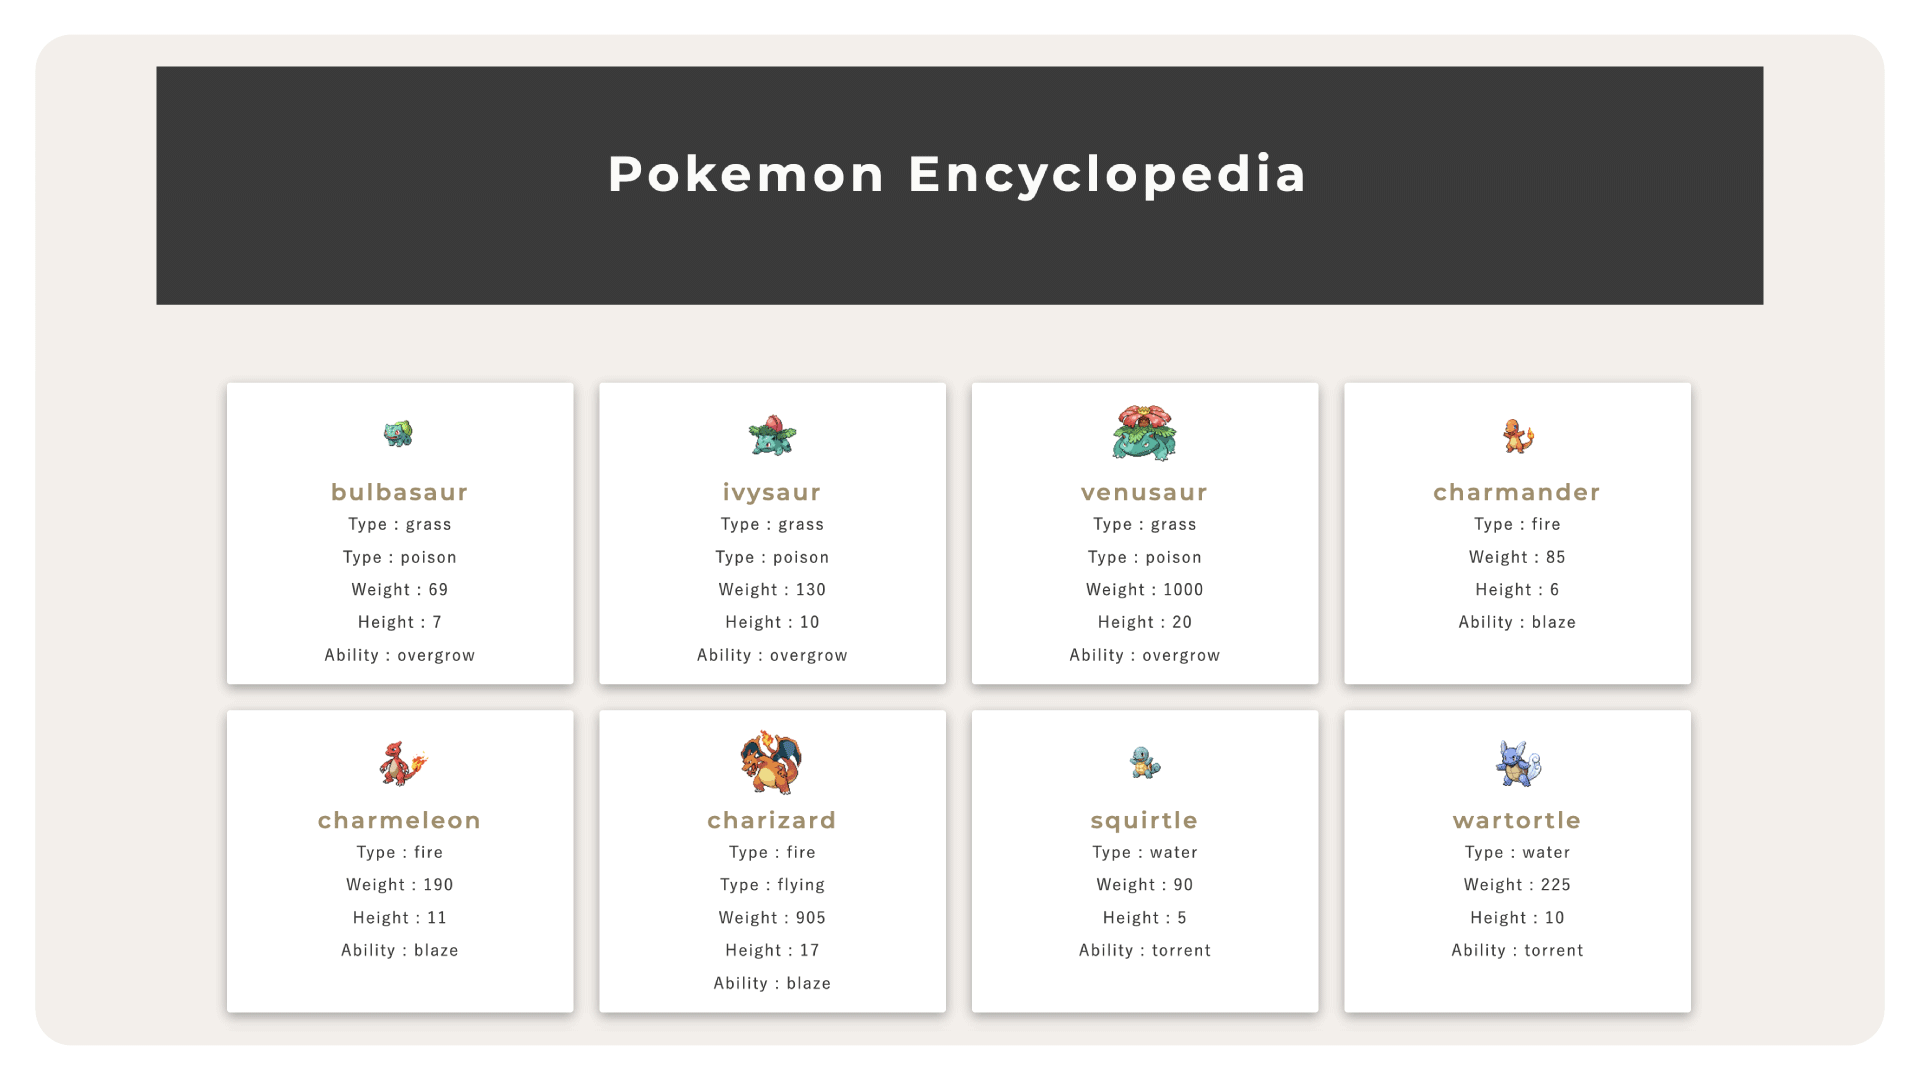 Pokemon Encyclopedia
bulbasaur
Type : grass
Type : poison
Weight : 69
Height : 7
Ability : overgrow
ivysaur
Type : grass
Type : poison
Weight : 130
Height : 10
Ability : overgrow
venusaur
Type : grass
Type : poison
Weight : 1000
Height : 20
Ability : overgrow
charmander
Type : fire
Weight : 85
Height : 6
Ability : blaze
charmeleon
Type : fire
Weight : 190
Height : 11
Ability : blaze
charizard
Type : fire
Type : flying
Weight : 905
Height : 17
Ability : blaze
squirtle
Type : water
Weight : 90
Height : 5
Ability : torrent
wartortle
Type : water
Weight : 225
Height : 10
Ability : torrent